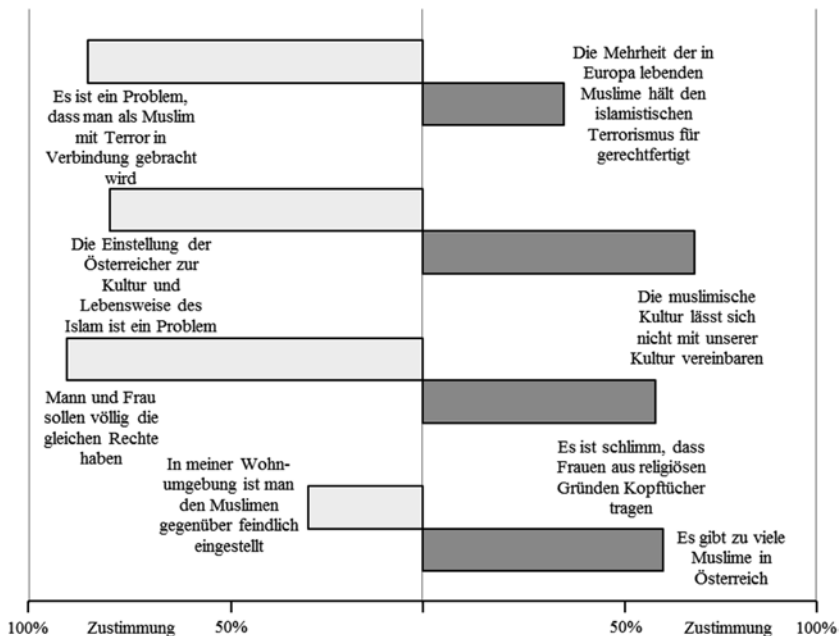 Die Mehrheit der in
Europa lebenden
Muslime hält den
islamistischen
Terrorismus für
gerechtfertigt
Es ist ein Problem,
dass man als Muslim
mit Terror in
Verbindung gebracht
wird
Die Einstellung der
Österreicher zur
Kultur und
Lebensweise des
Islam ist ein Problem
Die muslimische
Kultur lässt sich
nicht mit unserer
Kultur vereinbaren
Mann und Frau
sollen völlig die
gleichen Rechte
haben
Es ist schlimm, dass
Frauen aus religiösen
Gründen Kopftücher
tragen
In meiner Wohn-
umgebung ist man
den Muslimen
gegenüber feindlich
eingestellt
Es gibt zu viele
Muslime in
Österreich
100% Zustimmung 50% 50% Zustimmung 100%